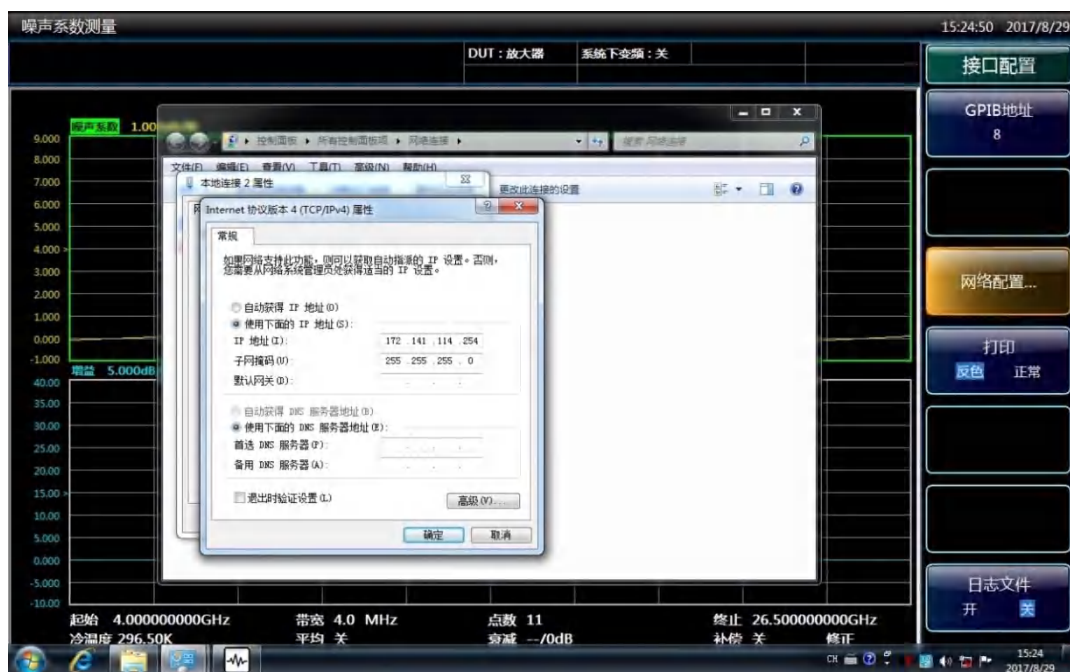 噪声系数测量
15:24:50 2017/8/29
DUT：放大器 系统下变频：关
接口配置
GPIB地址
8
网络配置...
打印
反色 正常
日志文件
开 关
噪声系数 1.00
9.000
8.000
7.000
6.000
5.000
4.000 >
3.000
2.000
1.000
0.000
-1.000
增益 5.000dB
40.00
35.00
30.00
25.00
20.00
15.00 >
10.00
5.000
0.000
-5.000
-10.00
控制面板 ▸ 所有控制面板项 ▸ 网络连接 ▸
搜索 网络连接
文件(F) 编辑(E) 查看(V) 工具(T) 高级(N) 帮助(H)
本地连接 2 属性
更改此连接的设置
Internet 协议版本 4 (TCP/IPv4) 属性
常规
如果网络支持此功能，则可以获取自动指派的 IP 设置。否则，
您需要从网络系统管理员处获得适当的 IP 设置。
自动获得 IP 地址(O)
使用下面的 IP 地址(S):
IP 地址(I): 172 .141 .114 .254
子网掩码(U): 255 .255 .255 . 0
默认网关(D):
自动获得 DNS 服务器地址(B)
使用下面的 DNS 服务器地址(E):
首选 DNS 服务器(P):
备用 DNS 服务器(A):
退出时验证设置(L)
高级(V)...
确定 取消
起始 4.000000000GHz 带宽 4.0 MHz 点数 11 终止 26.500000000GHz
冷温度 296.50K 平均 关 衰减 --/0dB 补偿 关 修正
CH
15:24
2017/8/29